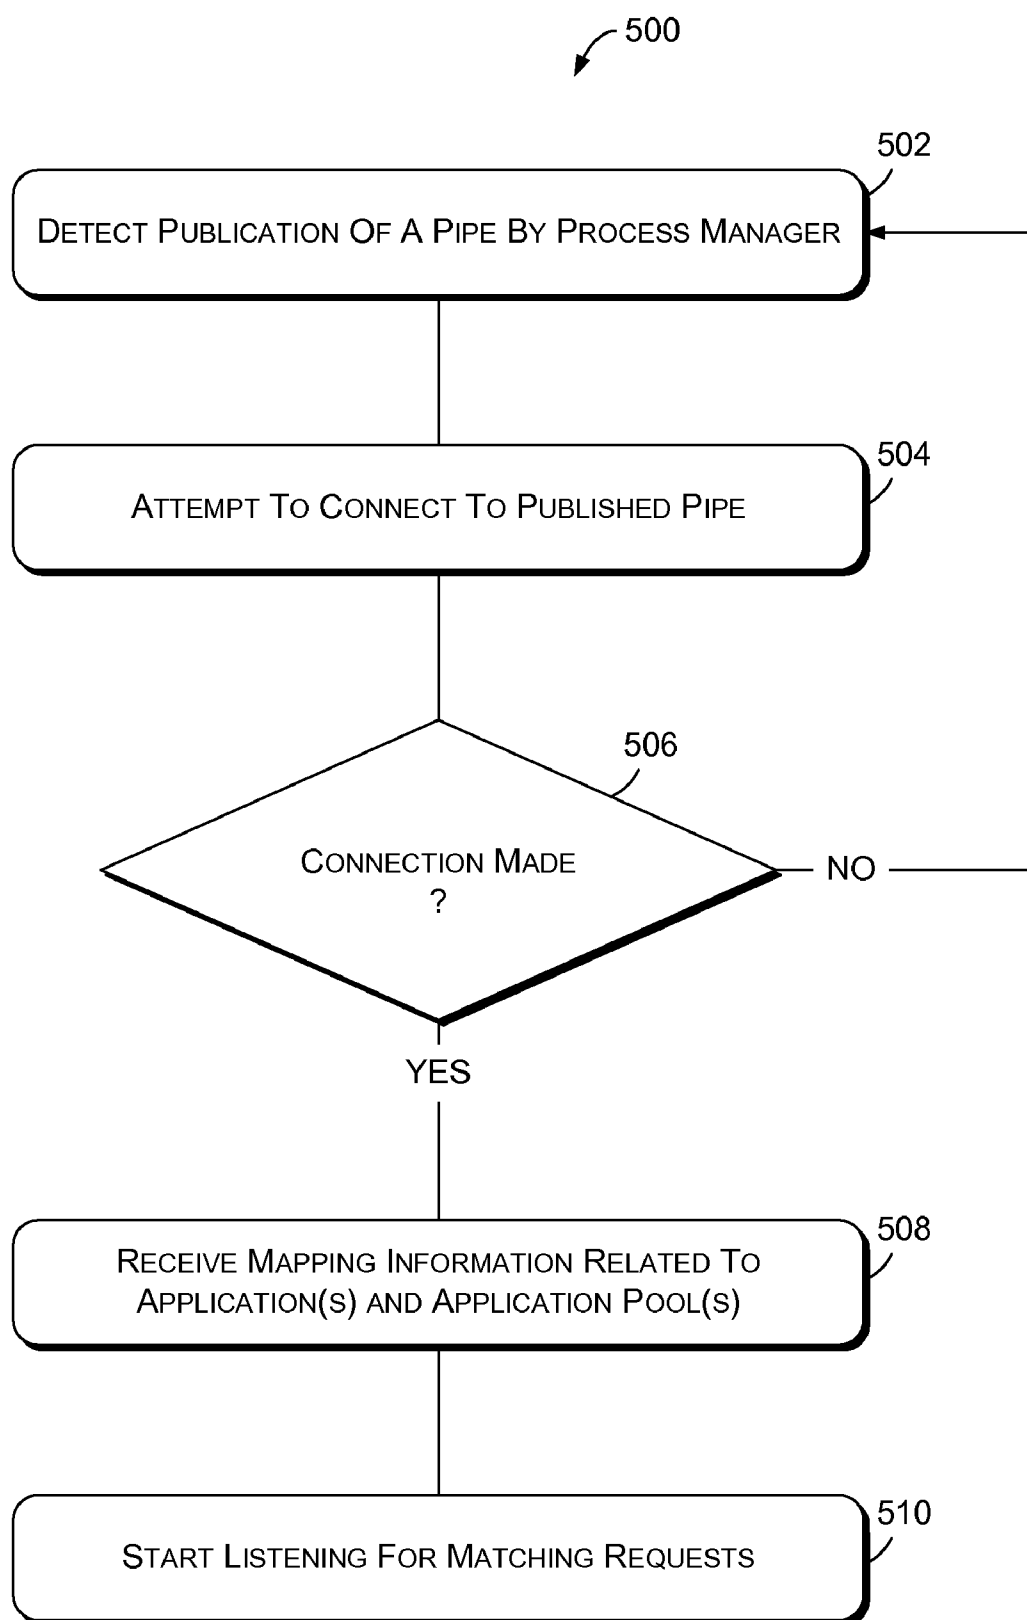 500
502
DETECT PUBLICATION OF A PIPE BY PROCESS MANAGER
504
ATTEMPT TO CONNECT TO PUBLISHED PIPE
506
CONNECTION MADE
?
NO
YES
508
RECEIVE MAPPING INFORMATION RELATED TO
APPLICATION(S) AND APPLICATION POOL(S)
510
START LISTENING FOR MATCHING REQUESTS